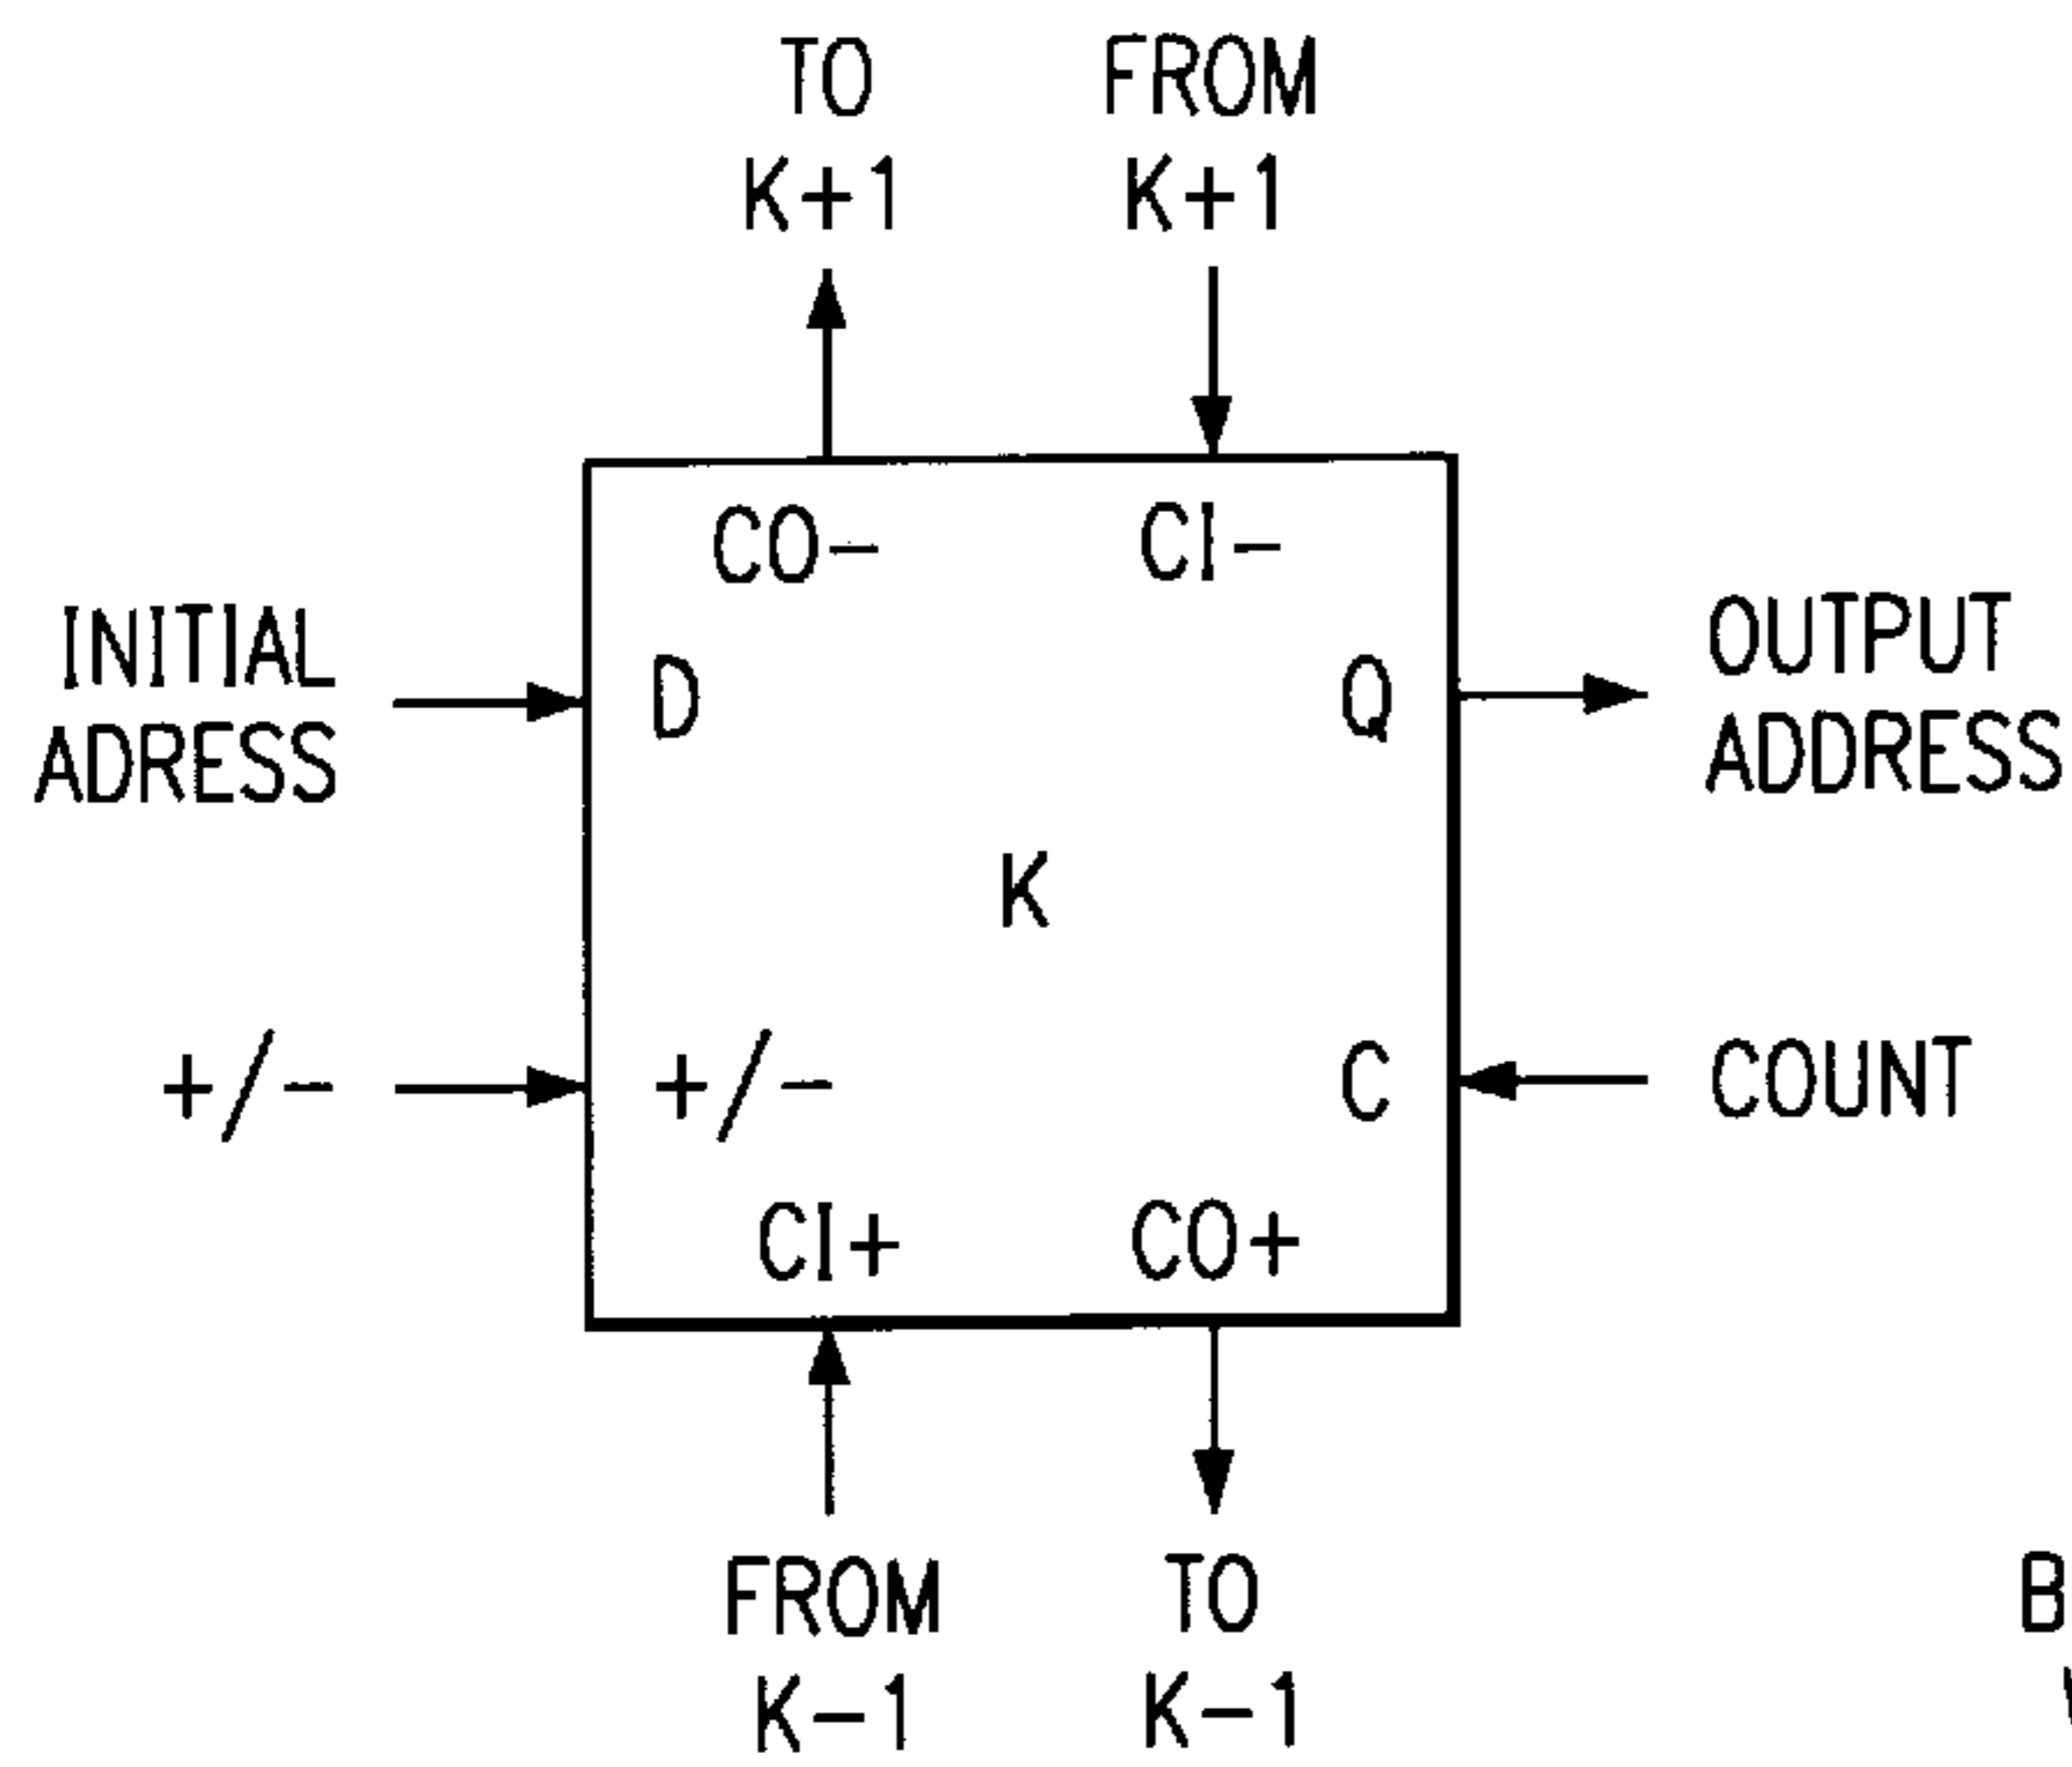 TO
K+1
FROM
K+1
CO-
CI-
INITIAL
ADRESS
D
Q
OUTPUT
ADDRESS
K
+/-
+/-
C
COUNT
CI+
CO+
FROM
K-1
TO
K-1
B